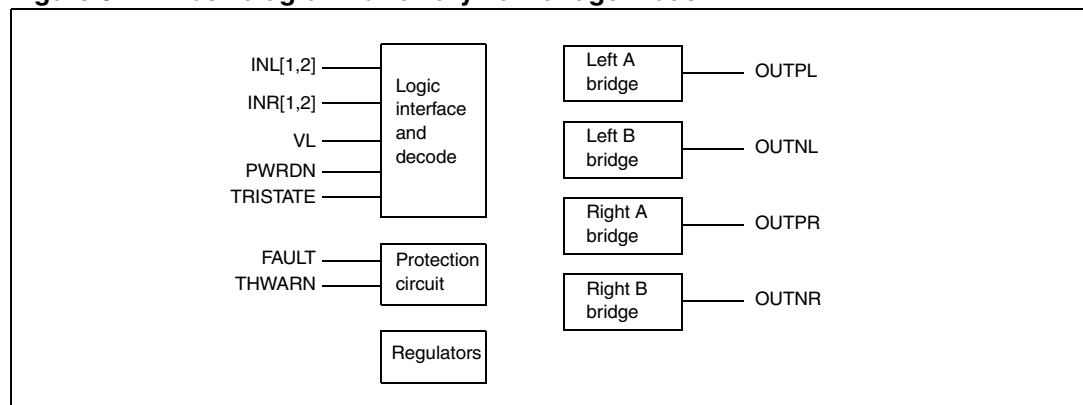 INL[1,2]
INR[1,2]
VL
PWRDN
TRISTATE
Logic
interface
and
decode
FAULT
THWARN
Protection
circuit
Regulators
Left A
bridge
OUTPL
Left B
bridge
OUTNL
Right A
bridge
OUTPR
Right B
bridge
OUTNR